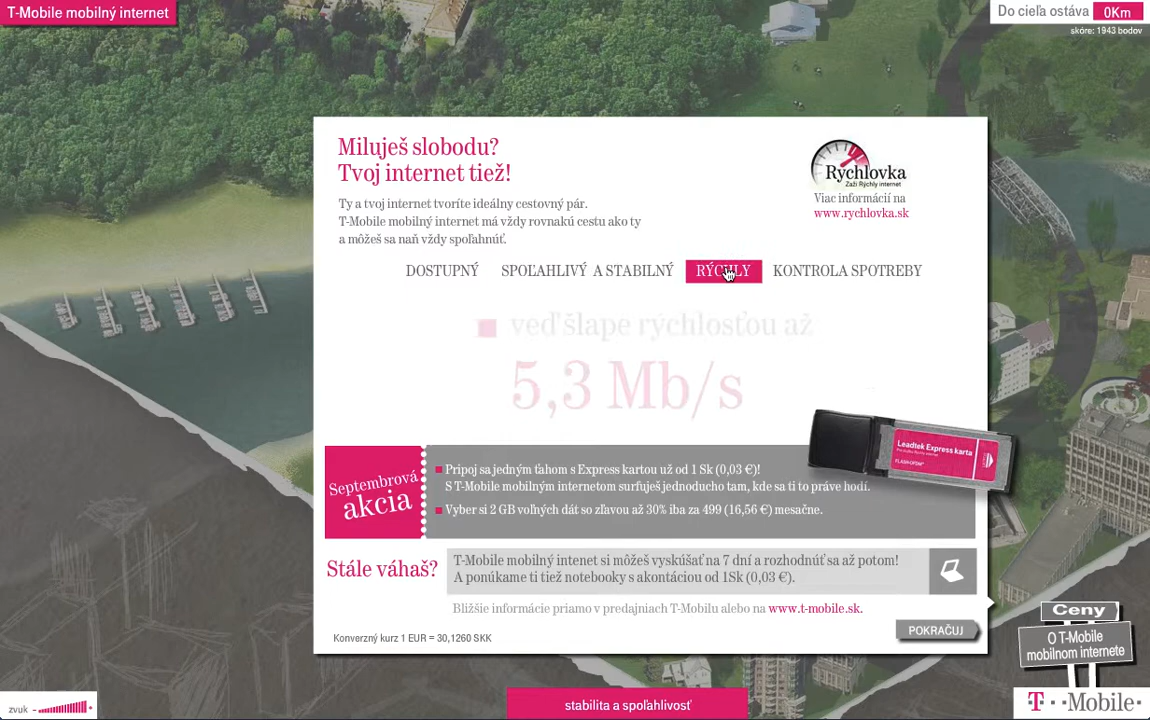 T-Mobile mobilný internet
Do cieľa ostáva 0Km
skóre: 1943 bodov
Miluješ slobodu?
Tvoj internet tiež!
Ty a tvoj internet tvoríte ideálny cestovný pár.
T-Mobile mobilný internet má vždy rovnakú cestu ako ty
a môžeš sa naň vždy spoľahnúť.
Rychlovka
Zaži Rýchly internet
Viac informácií na
www.rychlovka.sk
DOSTUPNÝ SPOĽAHLIVÝ A STABILNÝ RÝCHLY KONTROLA SPOTREBY
veď šlape rýchlosťou až
5,3 Mb/s
Septembrová
akcia
Pripoj sa jedným ťahom s Express kartou už od 1 Sk (0,03 €)!
S T-Mobile mobilným internetom surfuješ jednoducho tam, kde sa ti to práve hodí.
Vyber si 2 GB voľných dát so zľavou až 30% iba za 499 (16,56 €) mesačne.
Leadtek Express karta
FLASH-OFDM
Stále váhaš?
T-Mobile mobilný intenet si môžeš vyskúšať na 7 dní a rozhodnúť sa až potom!
A ponúkame ti tiež notebooky s akontáciou od 1Sk (0,03 €).
Bližšie informácie priamo v predajniach T-Mobilu alebo na www.t-mobile.sk.
Konverzný kurz 1 EUR = 30,1260 SKK
POKRAČUJ
Ceny
O T-Mobile
mobilnom internete
zvuk
stabilita a spoľahlivosť
T-Mobile